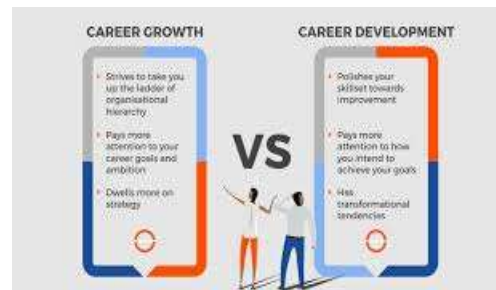 CAREER GROWTH
Strives to take you
up the ladder of
organisational
hierarchy
Pays more
attention to your
career goals and
ambition
Dwells more on
strategy
VS
CAREER DEVELOPMENT
Polishes your
skillset towards
improvement
Pays more
attention to how
you intend to
achieve your goals
Has
transformational
tendencies